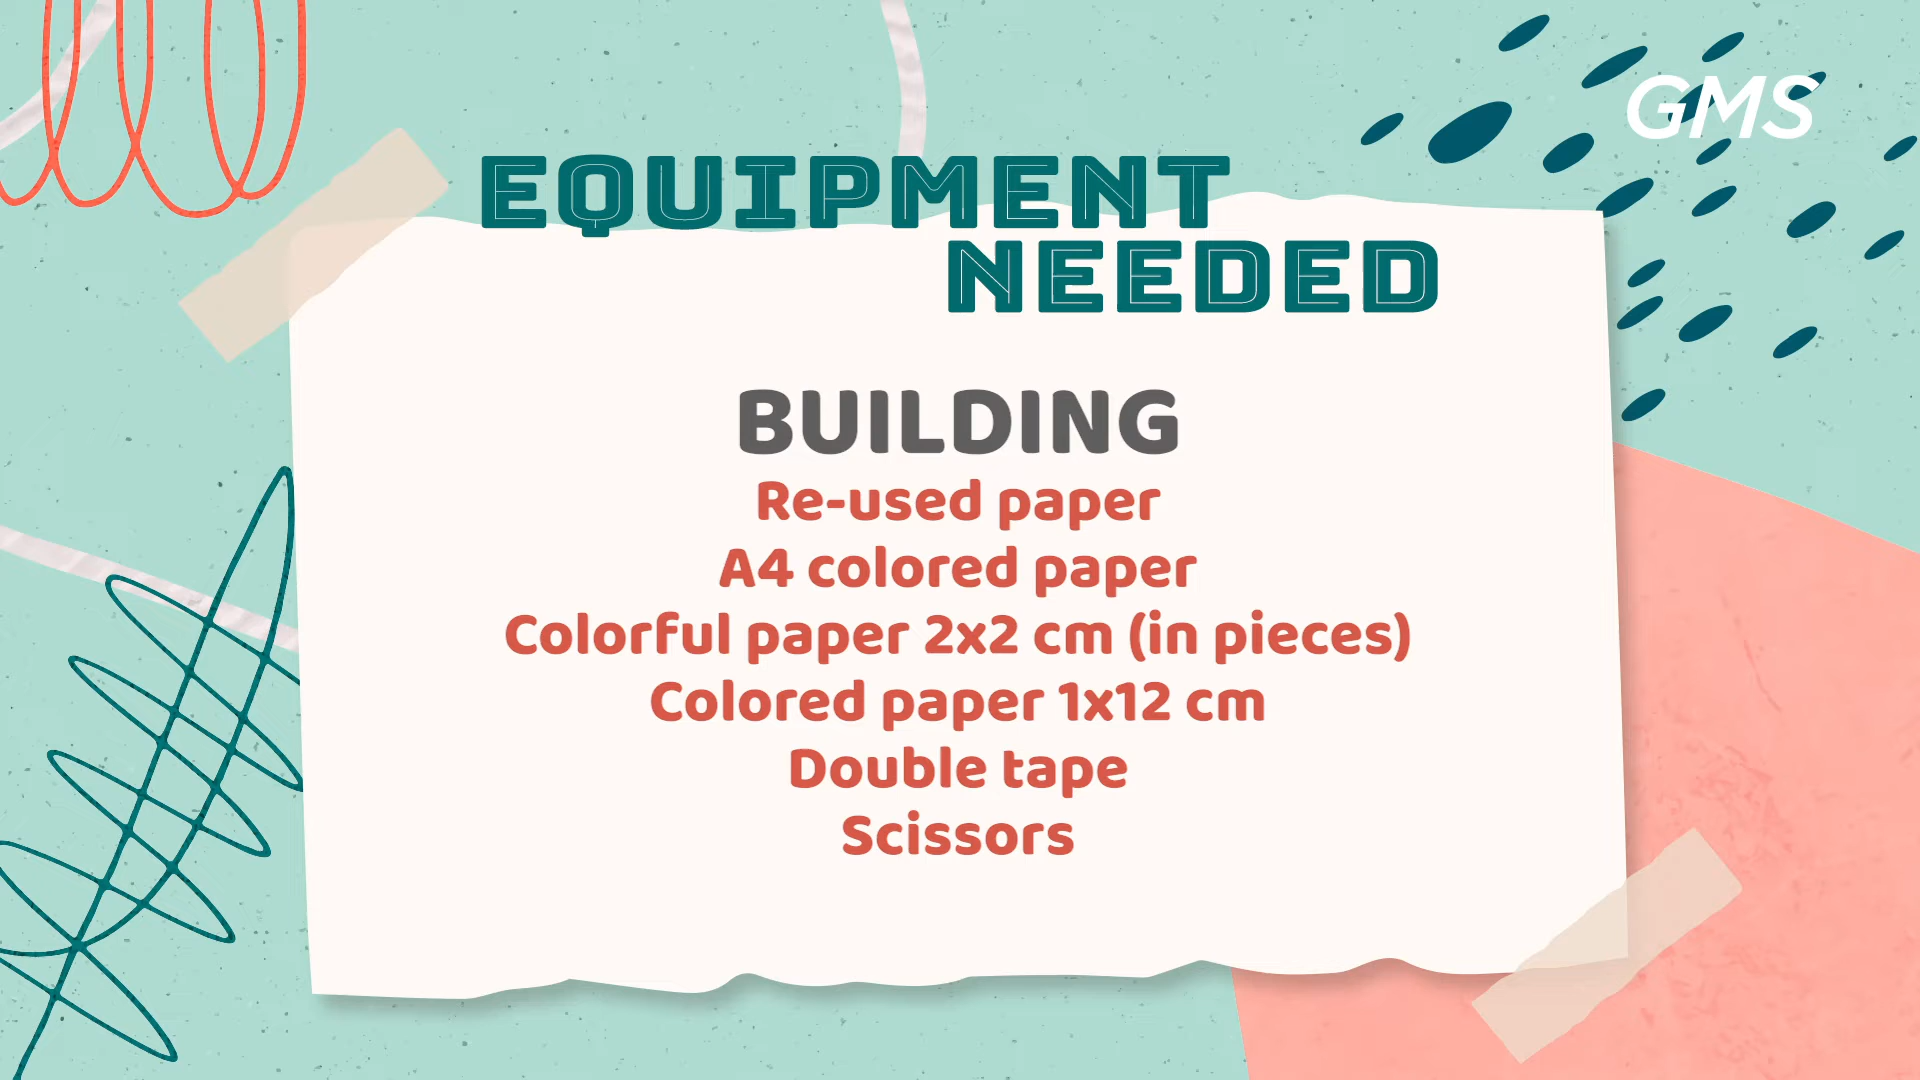 GMS
EQUIPMENT
NEEDED
BUILDING
Re-used paper
A4 colored paper
Colorful paper 2x2 cm (in pieces)
Colored paper 1x12 cm
Double tape
Scissors